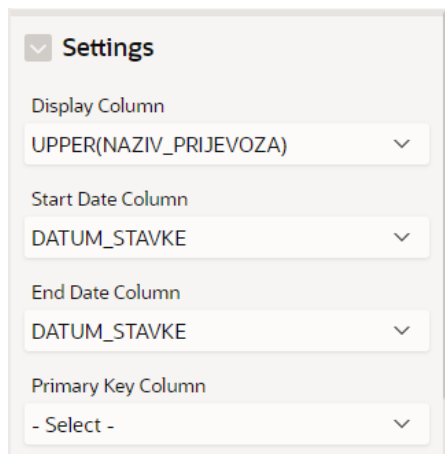 Settings
Display Column
UPPER(NAZIV_PRIJEVOZA)
Start Date Column
DATUM_STAVKE
End Date Column
DATUM_STAVKE
Primary Key Column
- Select -